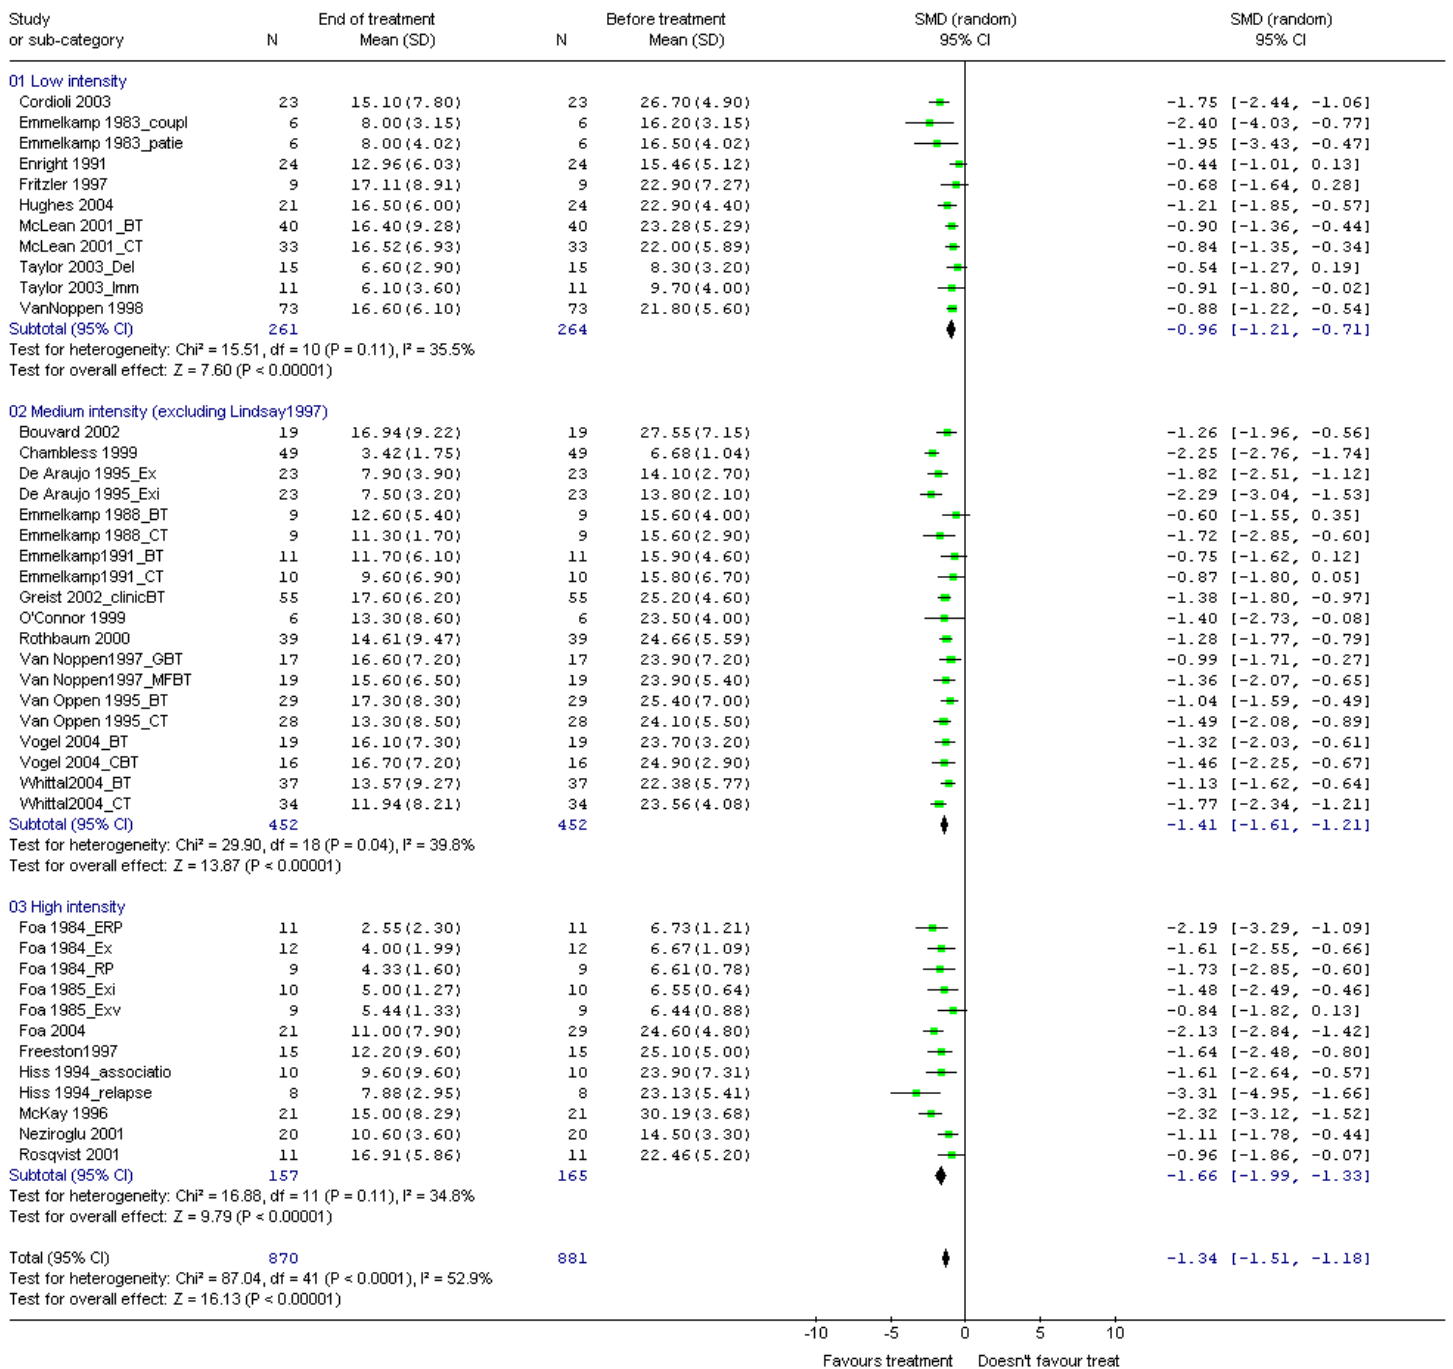 Study End of treatment Before treatment SMD (random) SMD (random)
or sub-category N Mean (SD) N Mean (SD) 95% CI 95% CI
01 Low intensity
Cordioli 2003 23 15.10(7.80) 23 26.70(4.90) -1.75 [-2.44, -1.06]
Emmelkamp 1983_coupl 6 8.00(3.15) 6 16.20(3.15) -2.40 [-4.03, -0.77]
Emmelkamp 1983_patie 6 8.00(4.02) 6 16.50(4.02) -1.95 [-3.43, -0.47]
Enright 1991 24 12.96(6.03) 24 15.46(5.12) -0.44 [-1.01, 0.13]
Fritzler 1997 9 17.11(8.91) 9 22.90(7.27) -0.68 [-1.64, 0.28]
Hughes 2004 21 16.50(6.00) 24 22.90(4.40) -1.21 [-1.85, -0.57]
McLean 2001_BT 40 16.40(9.28) 40 23.28(5.29) -0.90 [-1.36, -0.44]
McLean 2001_CT 33 16.52(6.93) 33 22.00(5.89) -0.84 [-1.35, -0.34]
Taylor 2003_Del 15 6.60(2.90) 15 8.30(3.20) -0.54 [-1.27, 0.19]
Taylor 2003_Imm 11 6.10(3.60) 11 9.70(4.00) -0.91 [-1.80, -0.02]
VanNoppen 1998 73 16.60(6.10) 73 21.80(5.60) -0.88 [-1.22, -0.54]
Subtotal (95% CI) 261 264 -0.96 [-1.21, -0.71]
Test for heterogeneity: Chi² = 15.51, df = 10 (P = 0.11), I² = 35.5%
Test for overall effect: Z = 7.60 (P < 0.00001)
02 Medium intensity (excluding Lindsay1997)
Bouvard 2002 19 16.94(9.22) 19 27.55(7.15) -1.26 [-1.96, -0.56]
Chambless 1999 49 3.42(1.75) 49 6.68(1.04) -2.25 [-2.76, -1.74]
De Araujo 1995_Ex 23 7.90(3.90) 23 14.10(2.70) -1.82 [-2.51, -1.12]
De Araujo 1995_Exi 23 7.50(3.20) 23 13.80(2.10) -2.29 [-3.04, -1.53]
Emmelkamp 1988_BT 9 12.60(5.40) 9 15.60(4.00) -0.60 [-1.55, 0.35]
Emmelkamp 1988_CT 9 11.30(1.70) 9 15.60(2.90) -1.72 [-2.85, -0.60]
Emmelkamp1991_BT 11 11.70(6.10) 11 15.90(4.60) -0.75 [-1.62, 0.12]
Emmelkamp1991_CT 10 9.60(6.90) 10 15.80(6.70) -0.87 [-1.80, 0.05]
Greist 2002_clinicBT 55 17.60(6.20) 55 25.20(4.60) -1.38 [-1.80, -0.97]
O'Connor 1999 6 13.30(8.60) 6 23.50(4.00) -1.40 [-2.73, -0.08]
Rothbaum 2000 39 14.61(9.47) 39 24.66(5.59) -1.28 [-1.77, -0.79]
Van Noppen1997_GBT 17 16.60(7.20) 17 23.90(7.20) -0.99 [-1.71, -0.27]
Van Noppen1997_MFBT 19 15.60(6.50) 19 23.90(5.40) -1.36 [-2.07, -0.65]
Van Oppen 1995_BT 29 17.30(8.30) 29 25.40(7.00) -1.04 [-1.59, -0.49]
Van Oppen 1995_CT 28 13.30(8.50) 28 24.10(5.50) -1.49 [-2.08, -0.89]
Vogel 2004_BT 19 16.10(7.30) 19 23.70(3.20) -1.32 [-2.03, -0.61]
Vogel 2004_CBT 16 16.70(7.20) 16 24.90(2.90) -1.46 [-2.25, -0.67]
Whittal2004_BT 37 13.57(9.27) 37 22.38(5.77) -1.13 [-1.62, -0.64]
Whittal2004_CT 34 11.94(8.21) 34 23.56(4.08) -1.77 [-2.34, -1.21]
Subtotal (95% CI) 452 452 -1.41 [-1.61, -1.21]
Test for heterogeneity: Chi² = 29.90, df = 18 (P = 0.04), I² = 39.8%
Test for overall effect: Z = 13.87 (P < 0.00001)
03 High intensity
Foa 1984_ERP 11 2.55(2.30) 11 6.73(1.21) -2.19 [-3.29, -1.09]
Foa 1984_Ex 12 4.00(1.99) 12 6.67(1.09) -1.61 [-2.55, -0.66]
Foa 1984_RP 9 4.33(1.60) 9 6.61(0.78) -1.73 [-2.85, -0.60]
Foa 1985_Exi 10 5.00(1.27) 10 6.55(0.64) -1.48 [-2.49, -0.46]
Foa 1985_Exv 9 5.44(1.33) 9 6.44(0.88) -0.84 [-1.82, 0.13]
Foa 2004 21 11.00(7.90) 29 24.60(4.80) -2.13 [-2.84, -1.42]
Freeston1997 15 12.20(9.60) 15 25.10(5.00) -1.64 [-2.48, -0.80]
Hiss 1994_associatio 10 9.60(9.60) 10 23.90(7.31) -1.61 [-2.64, -0.57]
Hiss 1994_relapse 8 7.88(2.95) 8 23.13(5.41) -3.31 [-4.95, -1.66]
McKay 1996 21 15.00(8.29) 21 30.19(3.68) -2.32 [-3.12, -1.52]
Neziroglu 2001 20 10.60(3.60) 20 14.50(3.30) -1.11 [-1.78, -0.44]
Rosqvist 2001 11 16.91(5.86) 11 22.46(5.20) -0.96 [-1.86, -0.07]
Subtotal (95% CI) 157 165 -1.66 [-1.99, -1.33]
Test for heterogeneity: Chi² = 16.88, df = 11 (P = 0.11), I² = 34.8%
Test for overall effect: Z = 9.79 (P < 0.00001)
Total (95% CI) 870 881 -1.34 [-1.51, -1.18]
Test for heterogeneity: Chi² = 87.04, df = 41 (P < 0.0001), I² = 52.9%
Test for overall effect: Z = 16.13 (P < 0.00001)
-10 -5 0 5 10
Favours treatment Doesn't favour treat